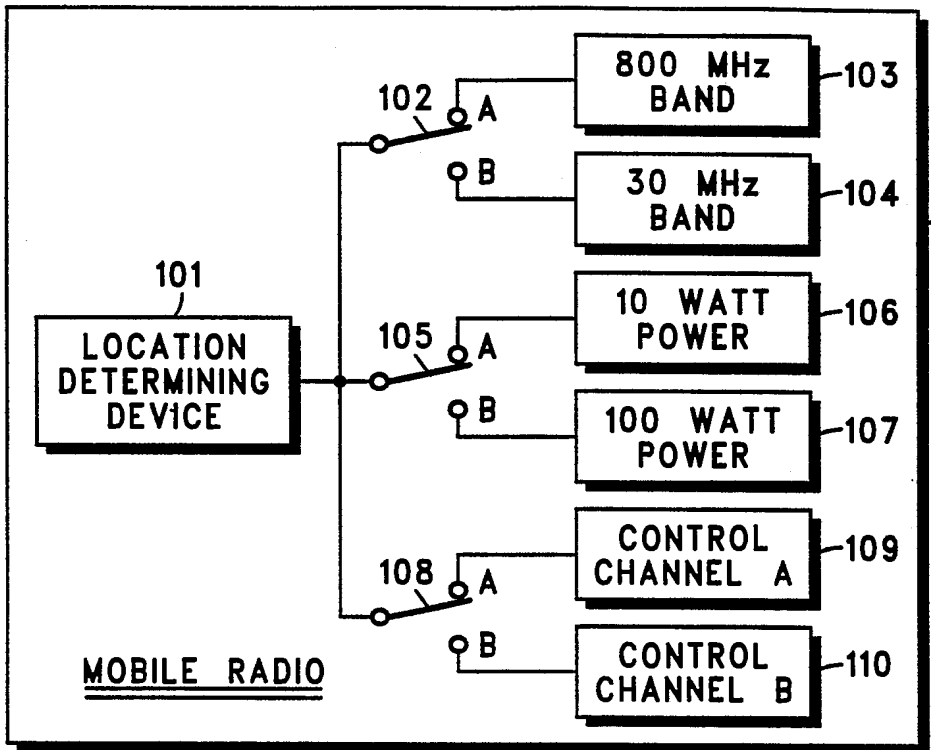 800 MHz
BAND
103
102
A
B
30 MHz
BAND
104
101
LOCATION
DETERMINING
DEVICE
10 WATT
POWER
106
105
A
B
100 WATT
POWER
107
CONTROL
CHANNEL A
109
108
A
B
CONTROL
CHANNEL B
110
MOBILE RADIO